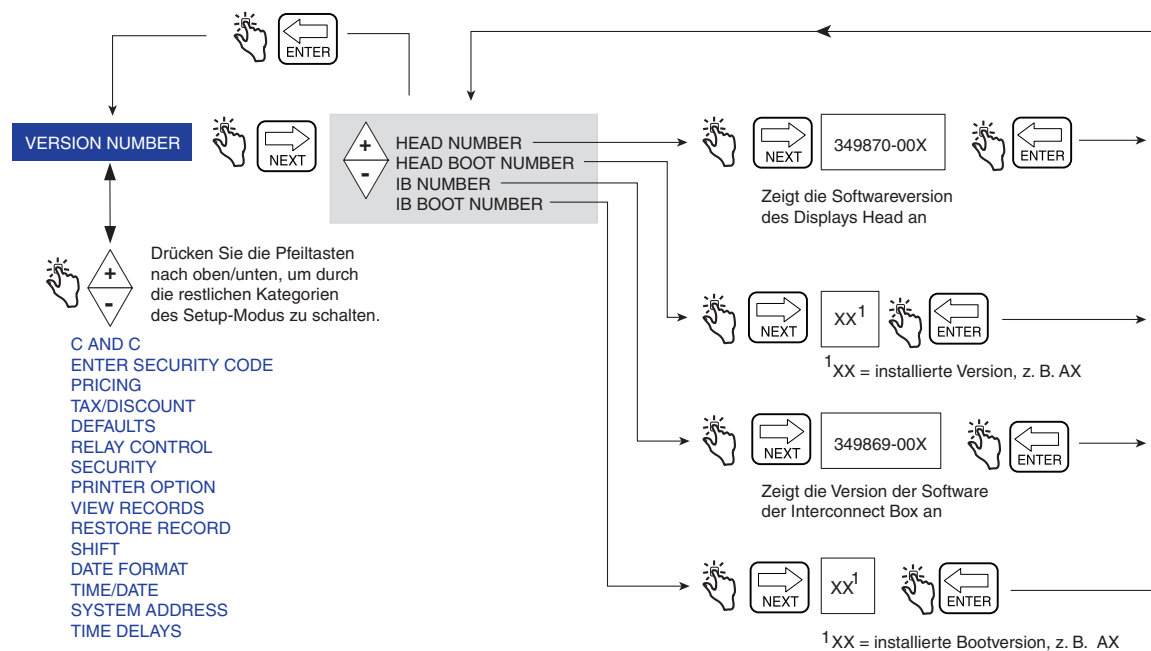 ENTER
VERSION NUMBER
NEXT
+
-
HEAD NUMBER
HEAD BOOT NUMBER
IB NUMBER
IB BOOT NUMBER
NEXT
349870-00X
ENTER
Zeigt die Softwareversion
des Displays Head an
+
-
Drücken Sie die Pfeiltasten
nach oben/unten, um durch
die restlichen Kategorien
des Setup-Modus zu schalten.
C AND C
ENTER SECURITY CODE
PRICING
TAX/DISCOUNT
DEFAULTS
RELAY CONTROL
SECURITY
PRINTER OPTION
VIEW RECORDS
RESTORE RECORD
SHIFT
DATE FORMAT
TIME/DATE
SYSTEM ADDRESS
TIME DELAYS
NEXT
XX1
ENTER
1XX = installierte Version, z. B. AX
NEXT
349869-00X
ENTER
Zeigt die Version der Software
der Interconnect Box an
NEXT
XX1
ENTER
1XX = installierte Bootversion, z. B. AX